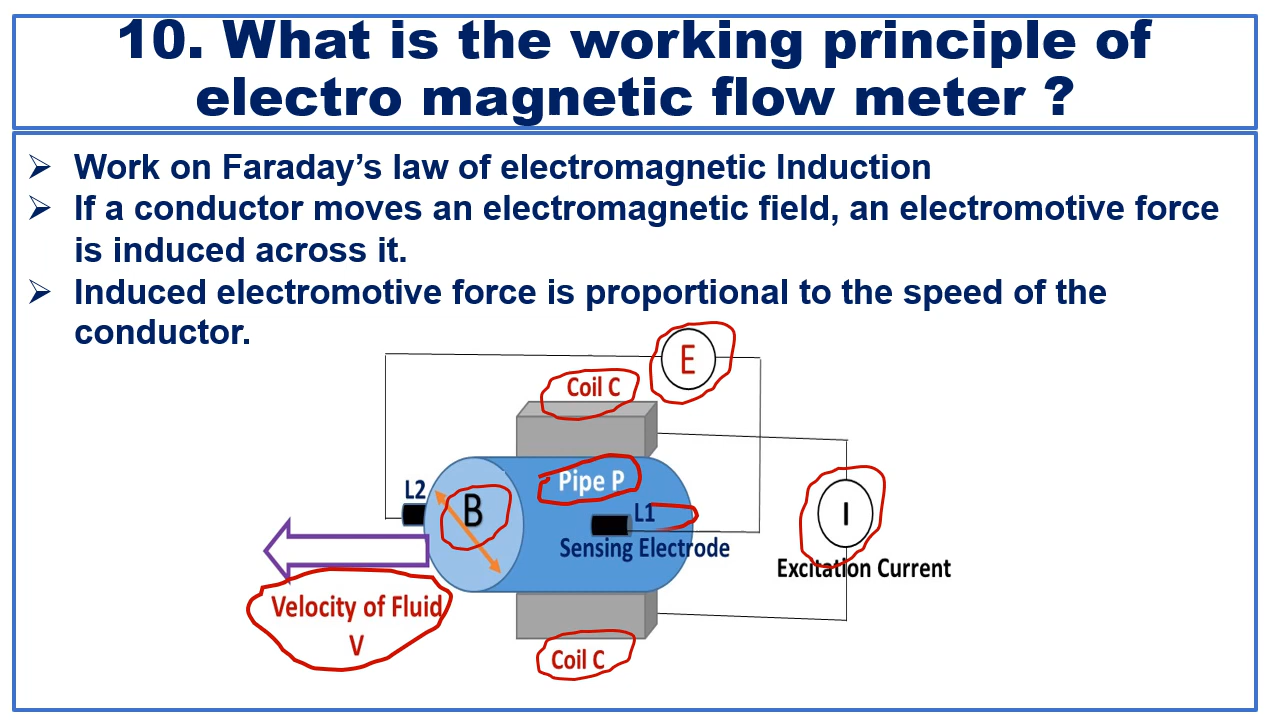 10. What is the working principle of
electro magnetic flow meter ?
➢ Work on Faraday’s law of electromagnetic Induction
➢ If a conductor moves an electromagnetic field, an electromotive force
is induced across it.
➢ Induced electromotive force is proportional to the speed of the
conductor.
E
Coil C
Pipe P
L2
B
L1
I
Sensing Electrode
Excitation Current
Velocity of Fluid
V
Coil C